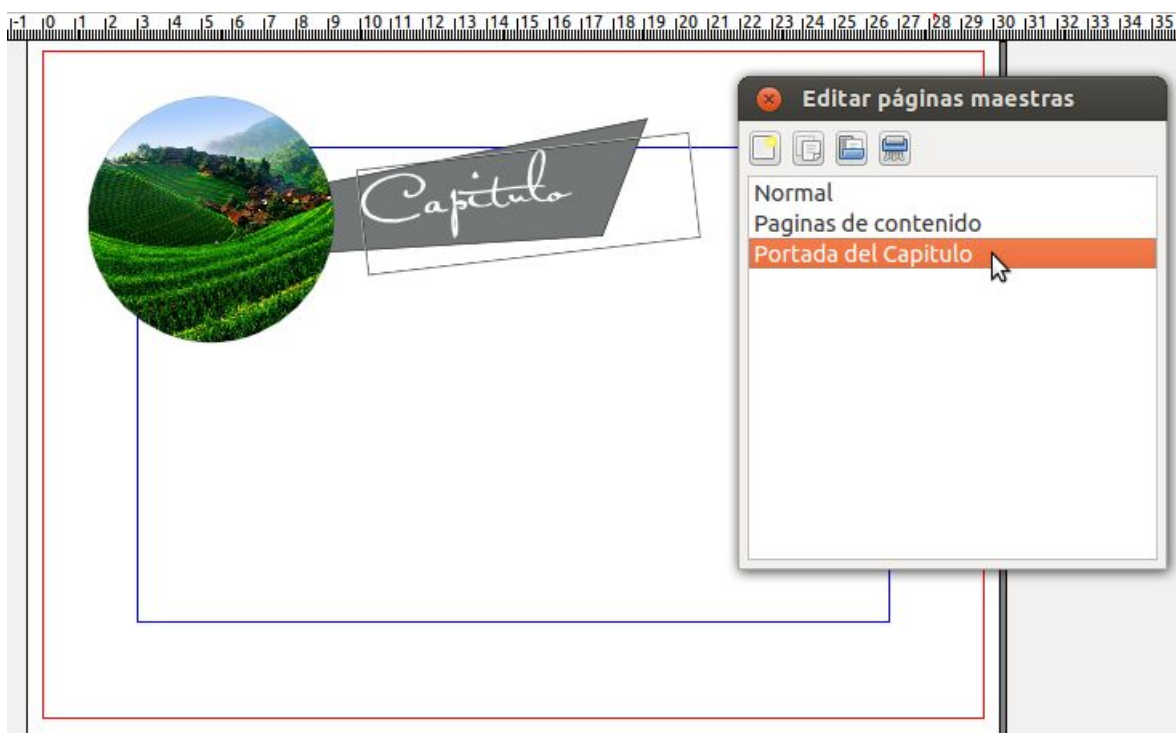 -1 0 1 2 3 4 5 6 7 8 9 10 11 12 13 14 15 16 17 18 19 20 21 22 23 24 25 26 27 28 29 30 31 32 33 34 35
Editar páginas maestras
Normal
Paginas de contenido
Portada del Capitulo
Capitulo